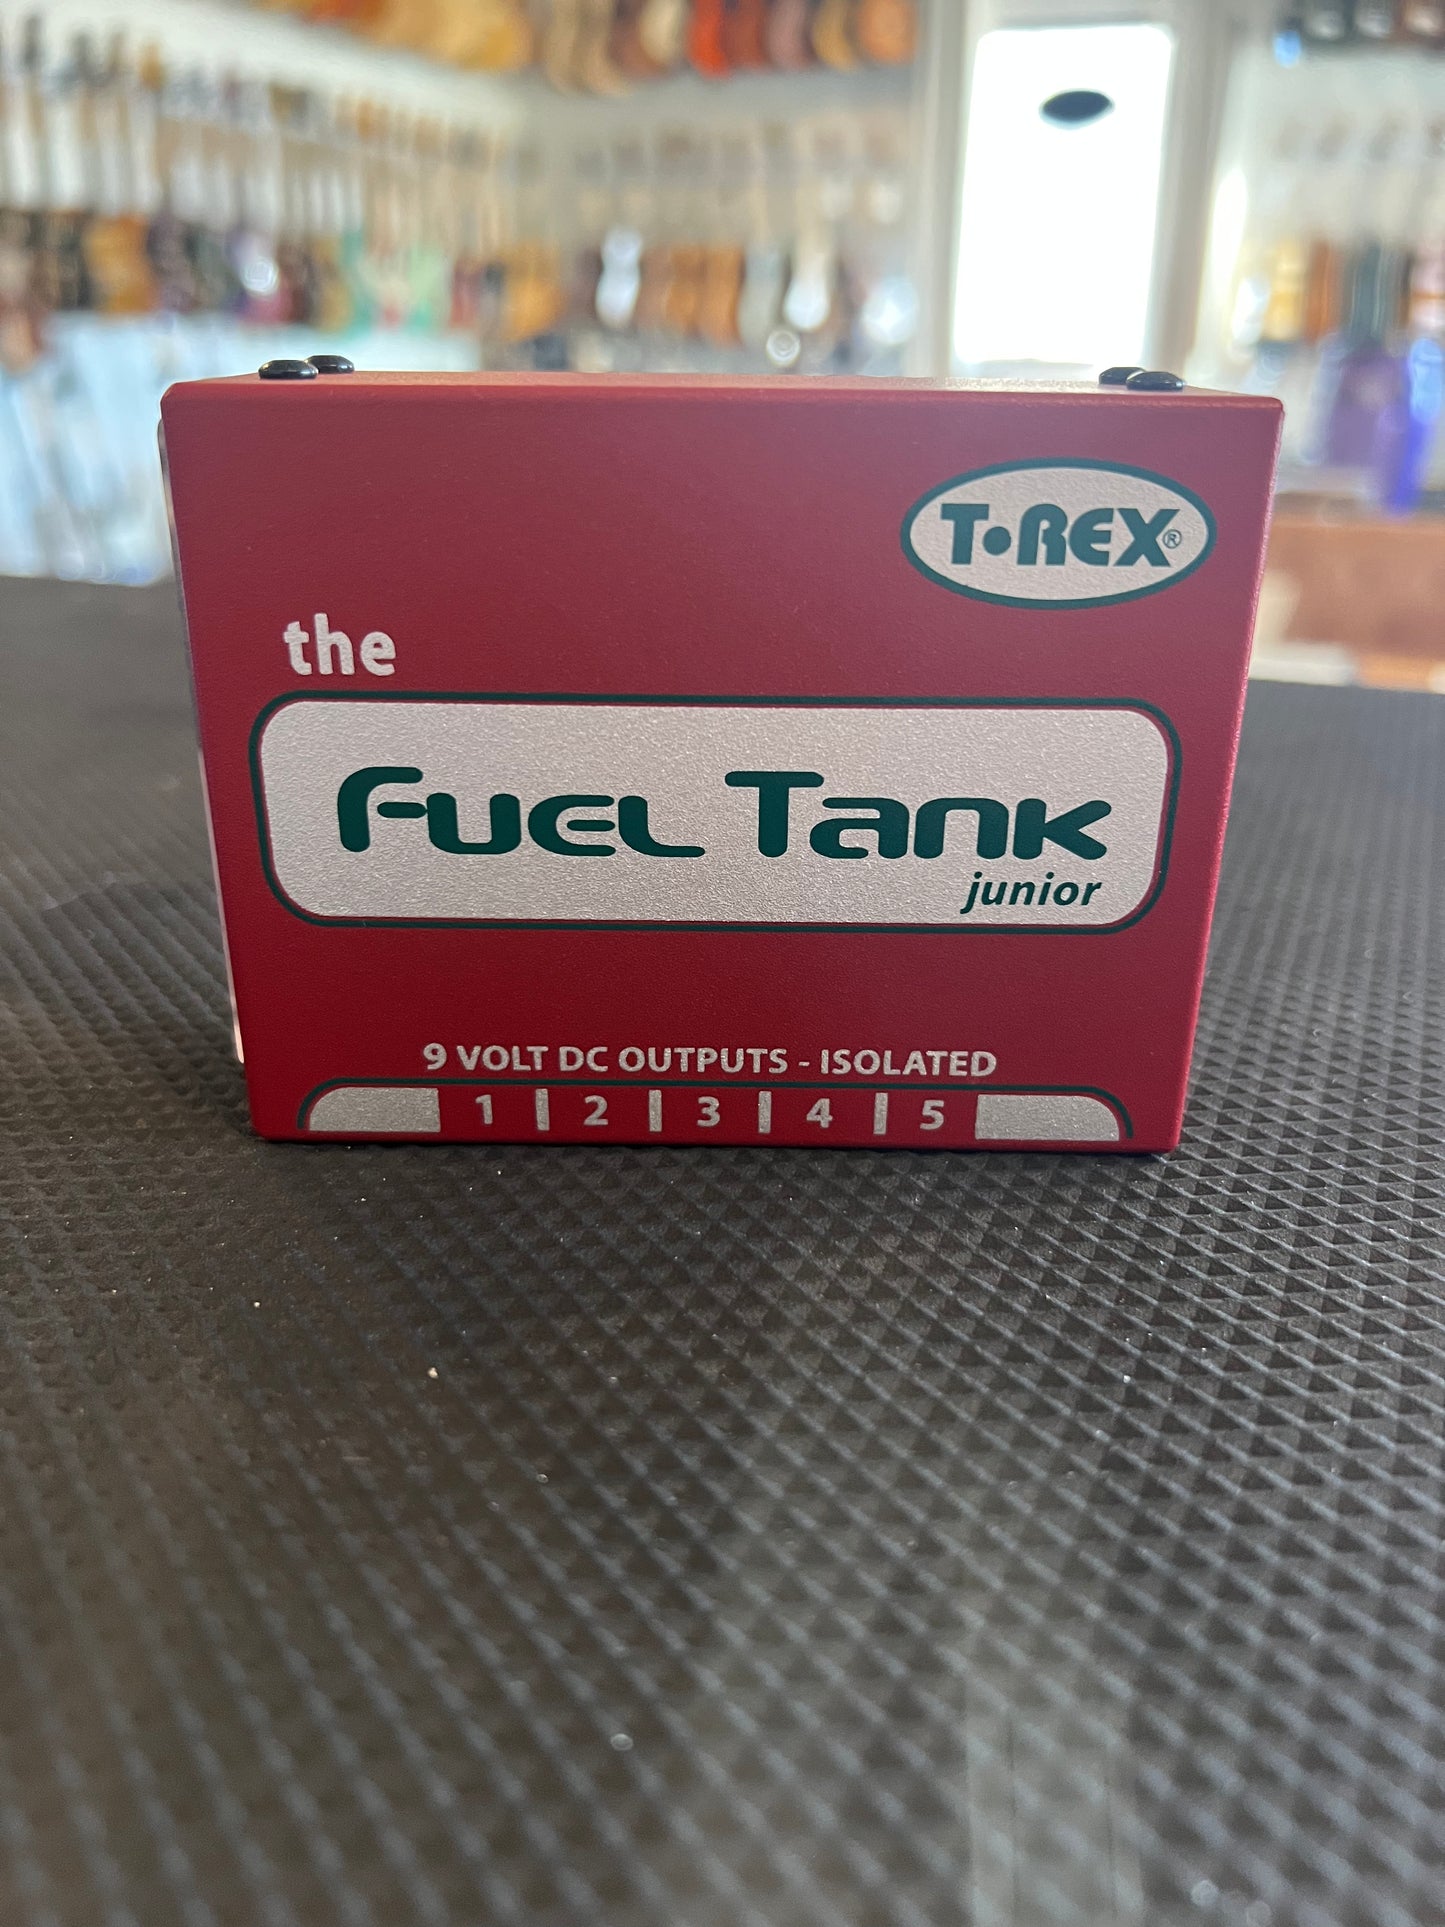 T•REX®
the
Fuel Tank
junior
9 VOLT DC OUTPUTS - ISOLATED
1 | 2 | 3 | 4 | 5